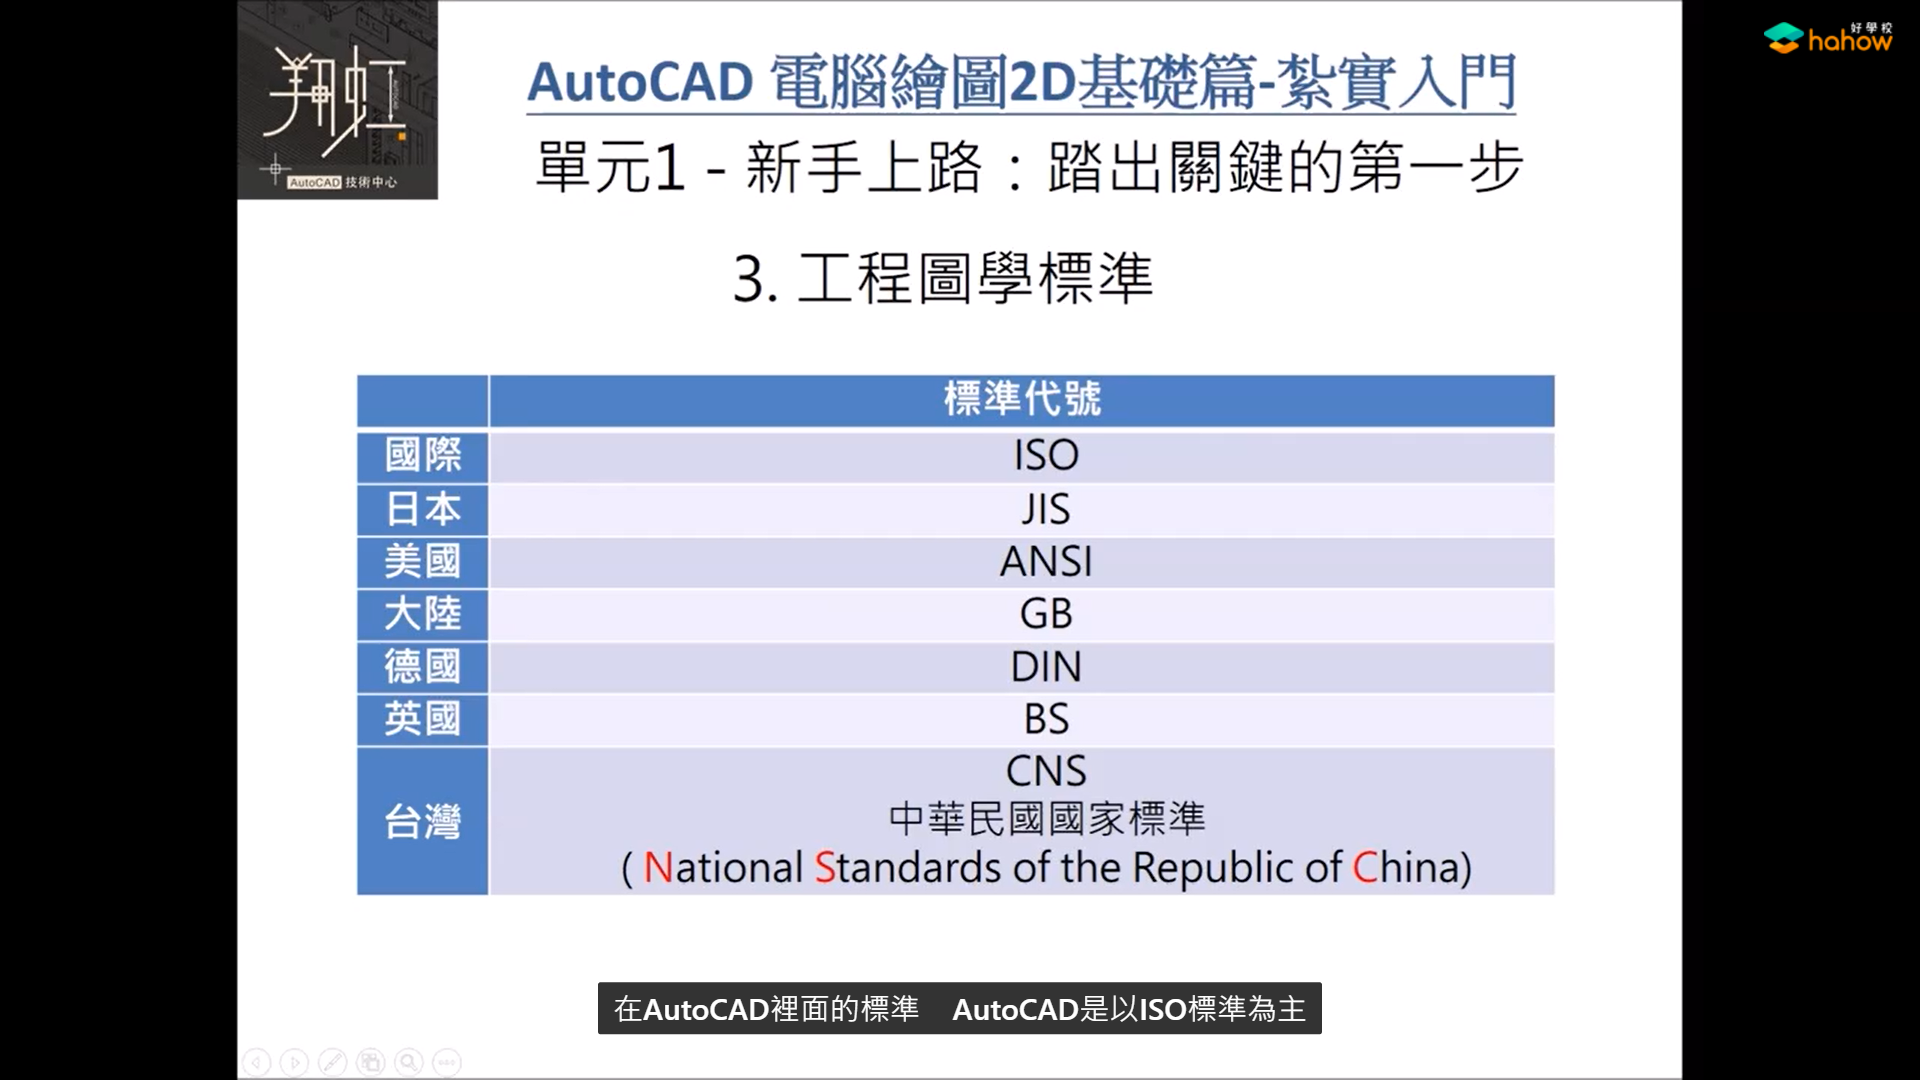 翔虹
AutoCAD 技術中心
好學校
hahow
AutoCAD 電腦繪圖2D基礎篇-紮實入門
單元1 - 新手上路：踏出關鍵的第一步
3. 工程圖學標準
標準代號
國際 ISO
日本 JIS
美國 ANSI
大陸 GB
德國 DIN
英國 BS
台灣 CNS
中華民國國家標準
( National Standards of the Republic of China)
在AutoCAD裡面的標準　AutoCAD是以ISO標準為主